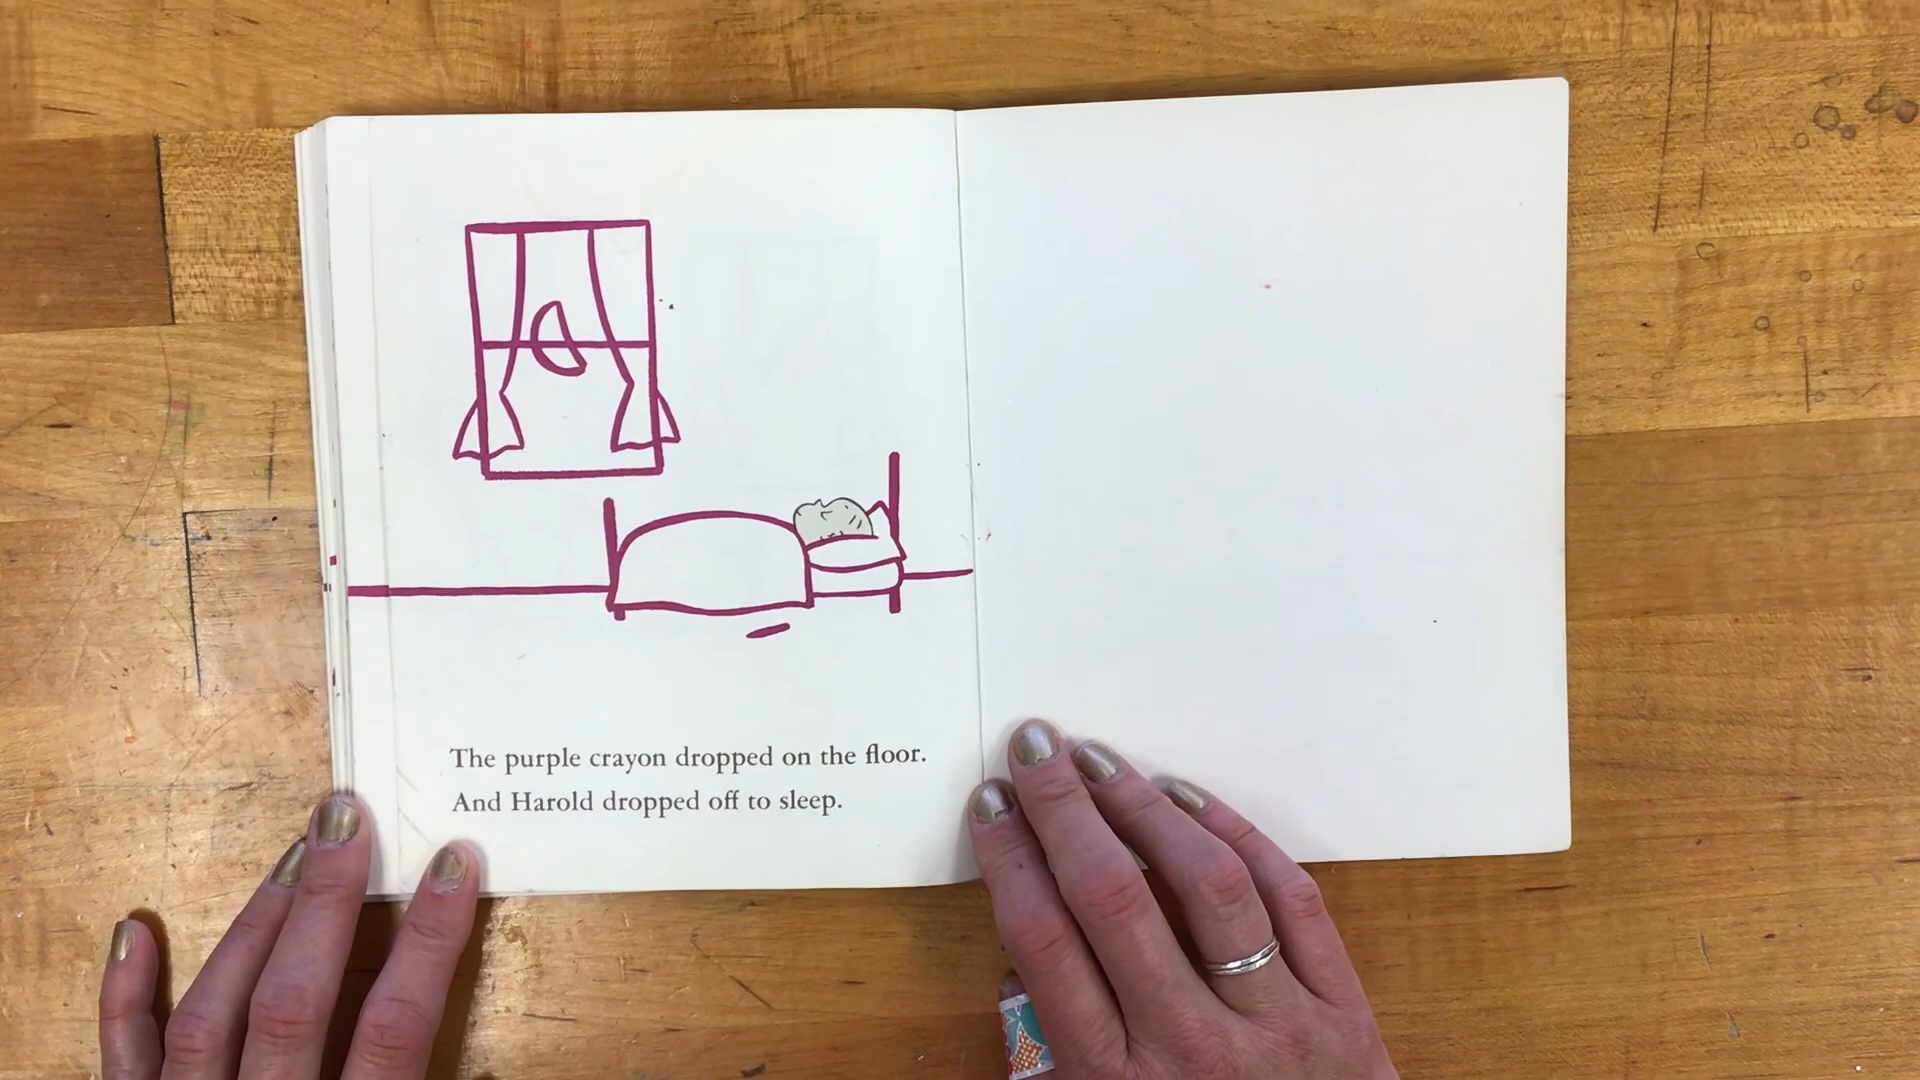 The purple crayon dropped on the floor.
And Harold dropped off to sleep.